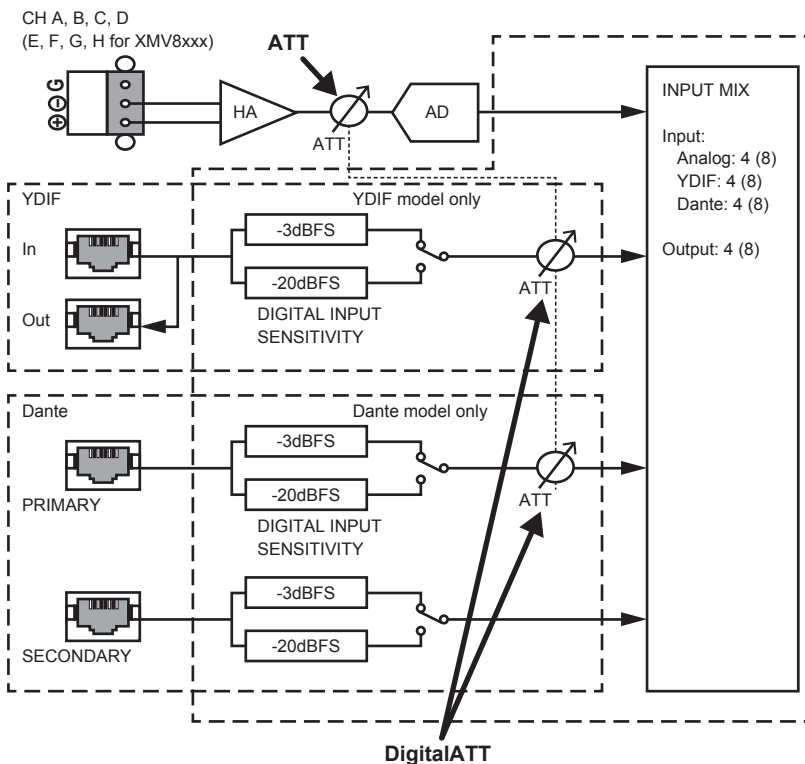 CH A, B, C, D
(E, F, G, H for XMV8xxx)
ATT
G
⊖
⊕
HA
ATT
AD
INPUT MIX
Input:
Analog: 4 (8)
YDIF: 4 (8)
Dante: 4 (8)
Output: 4 (8)
YDIF
YDIF model only
In
-3dBFS
-20dBFS
ATT
Out
DIGITAL INPUT
SENSITIVITY
Dante
Dante model only
-3dBFS
-20dBFS
ATT
PRIMARY
DIGITAL INPUT
SENSITIVITY
-3dBFS
-20dBFS
SECONDARY
DigitalATT